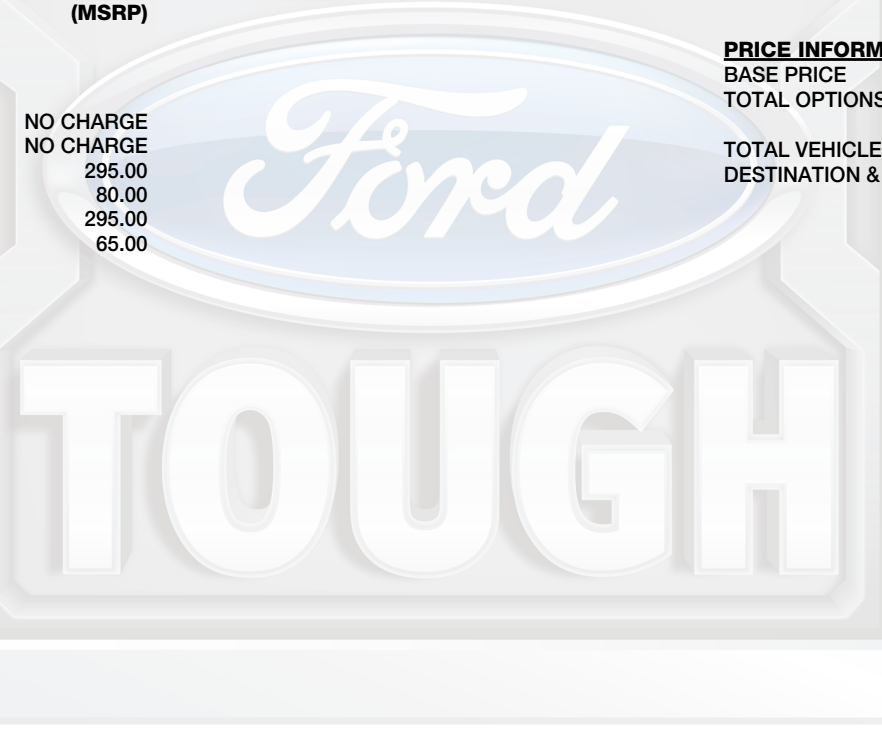 (MSRP)
NO CHARGE
NO CHARGE
295.00
80.00
295.00
65.00
PRICE INFORM
BASE PRICE
TOTAL OPTIONS
TOTAL VEHICLE
DESTINATION &
Ford
TOUGH